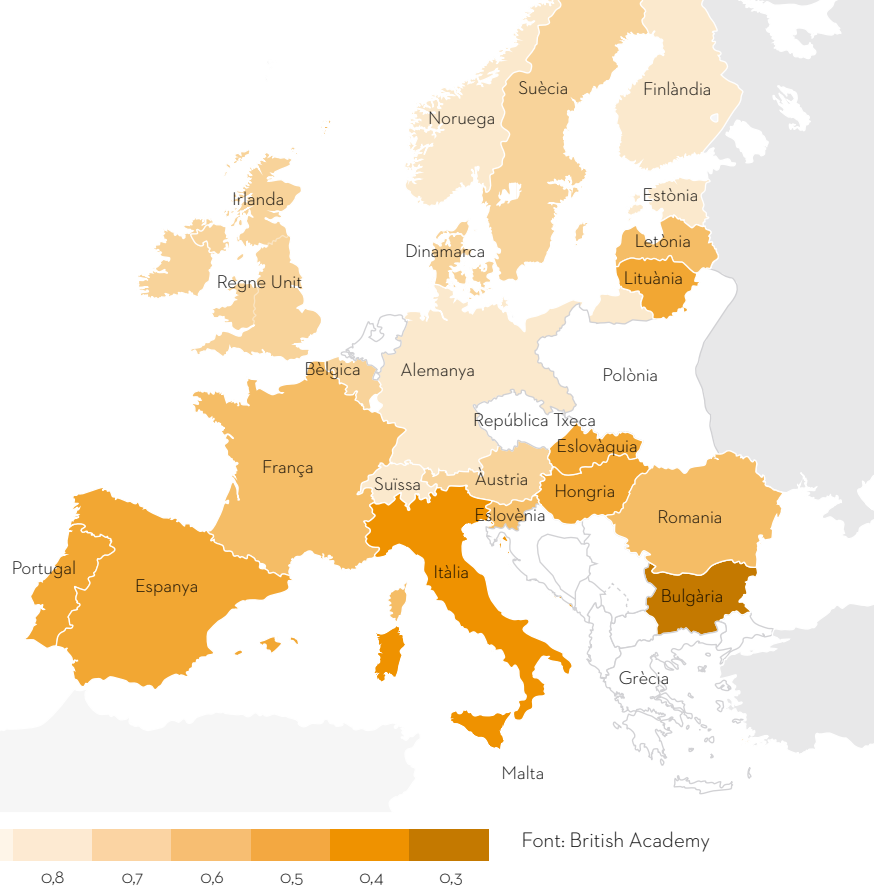 Suècia
Finlàndia
Noruega
Estònia
Irlanda
Letònia
Dinamarca
Lituània
Regne Unit
Bèlgica
Alemanya
Polònia
República Txeca
Eslovàquia
França
Suïssa
Àustria
Hongria
Eslovènia
Romania
Portugal
Espanya
Itàlia
Bulgària
Grècia
Malta
0,8 0,7 0,6 0,5 0,4 0,3
Font: British Academy